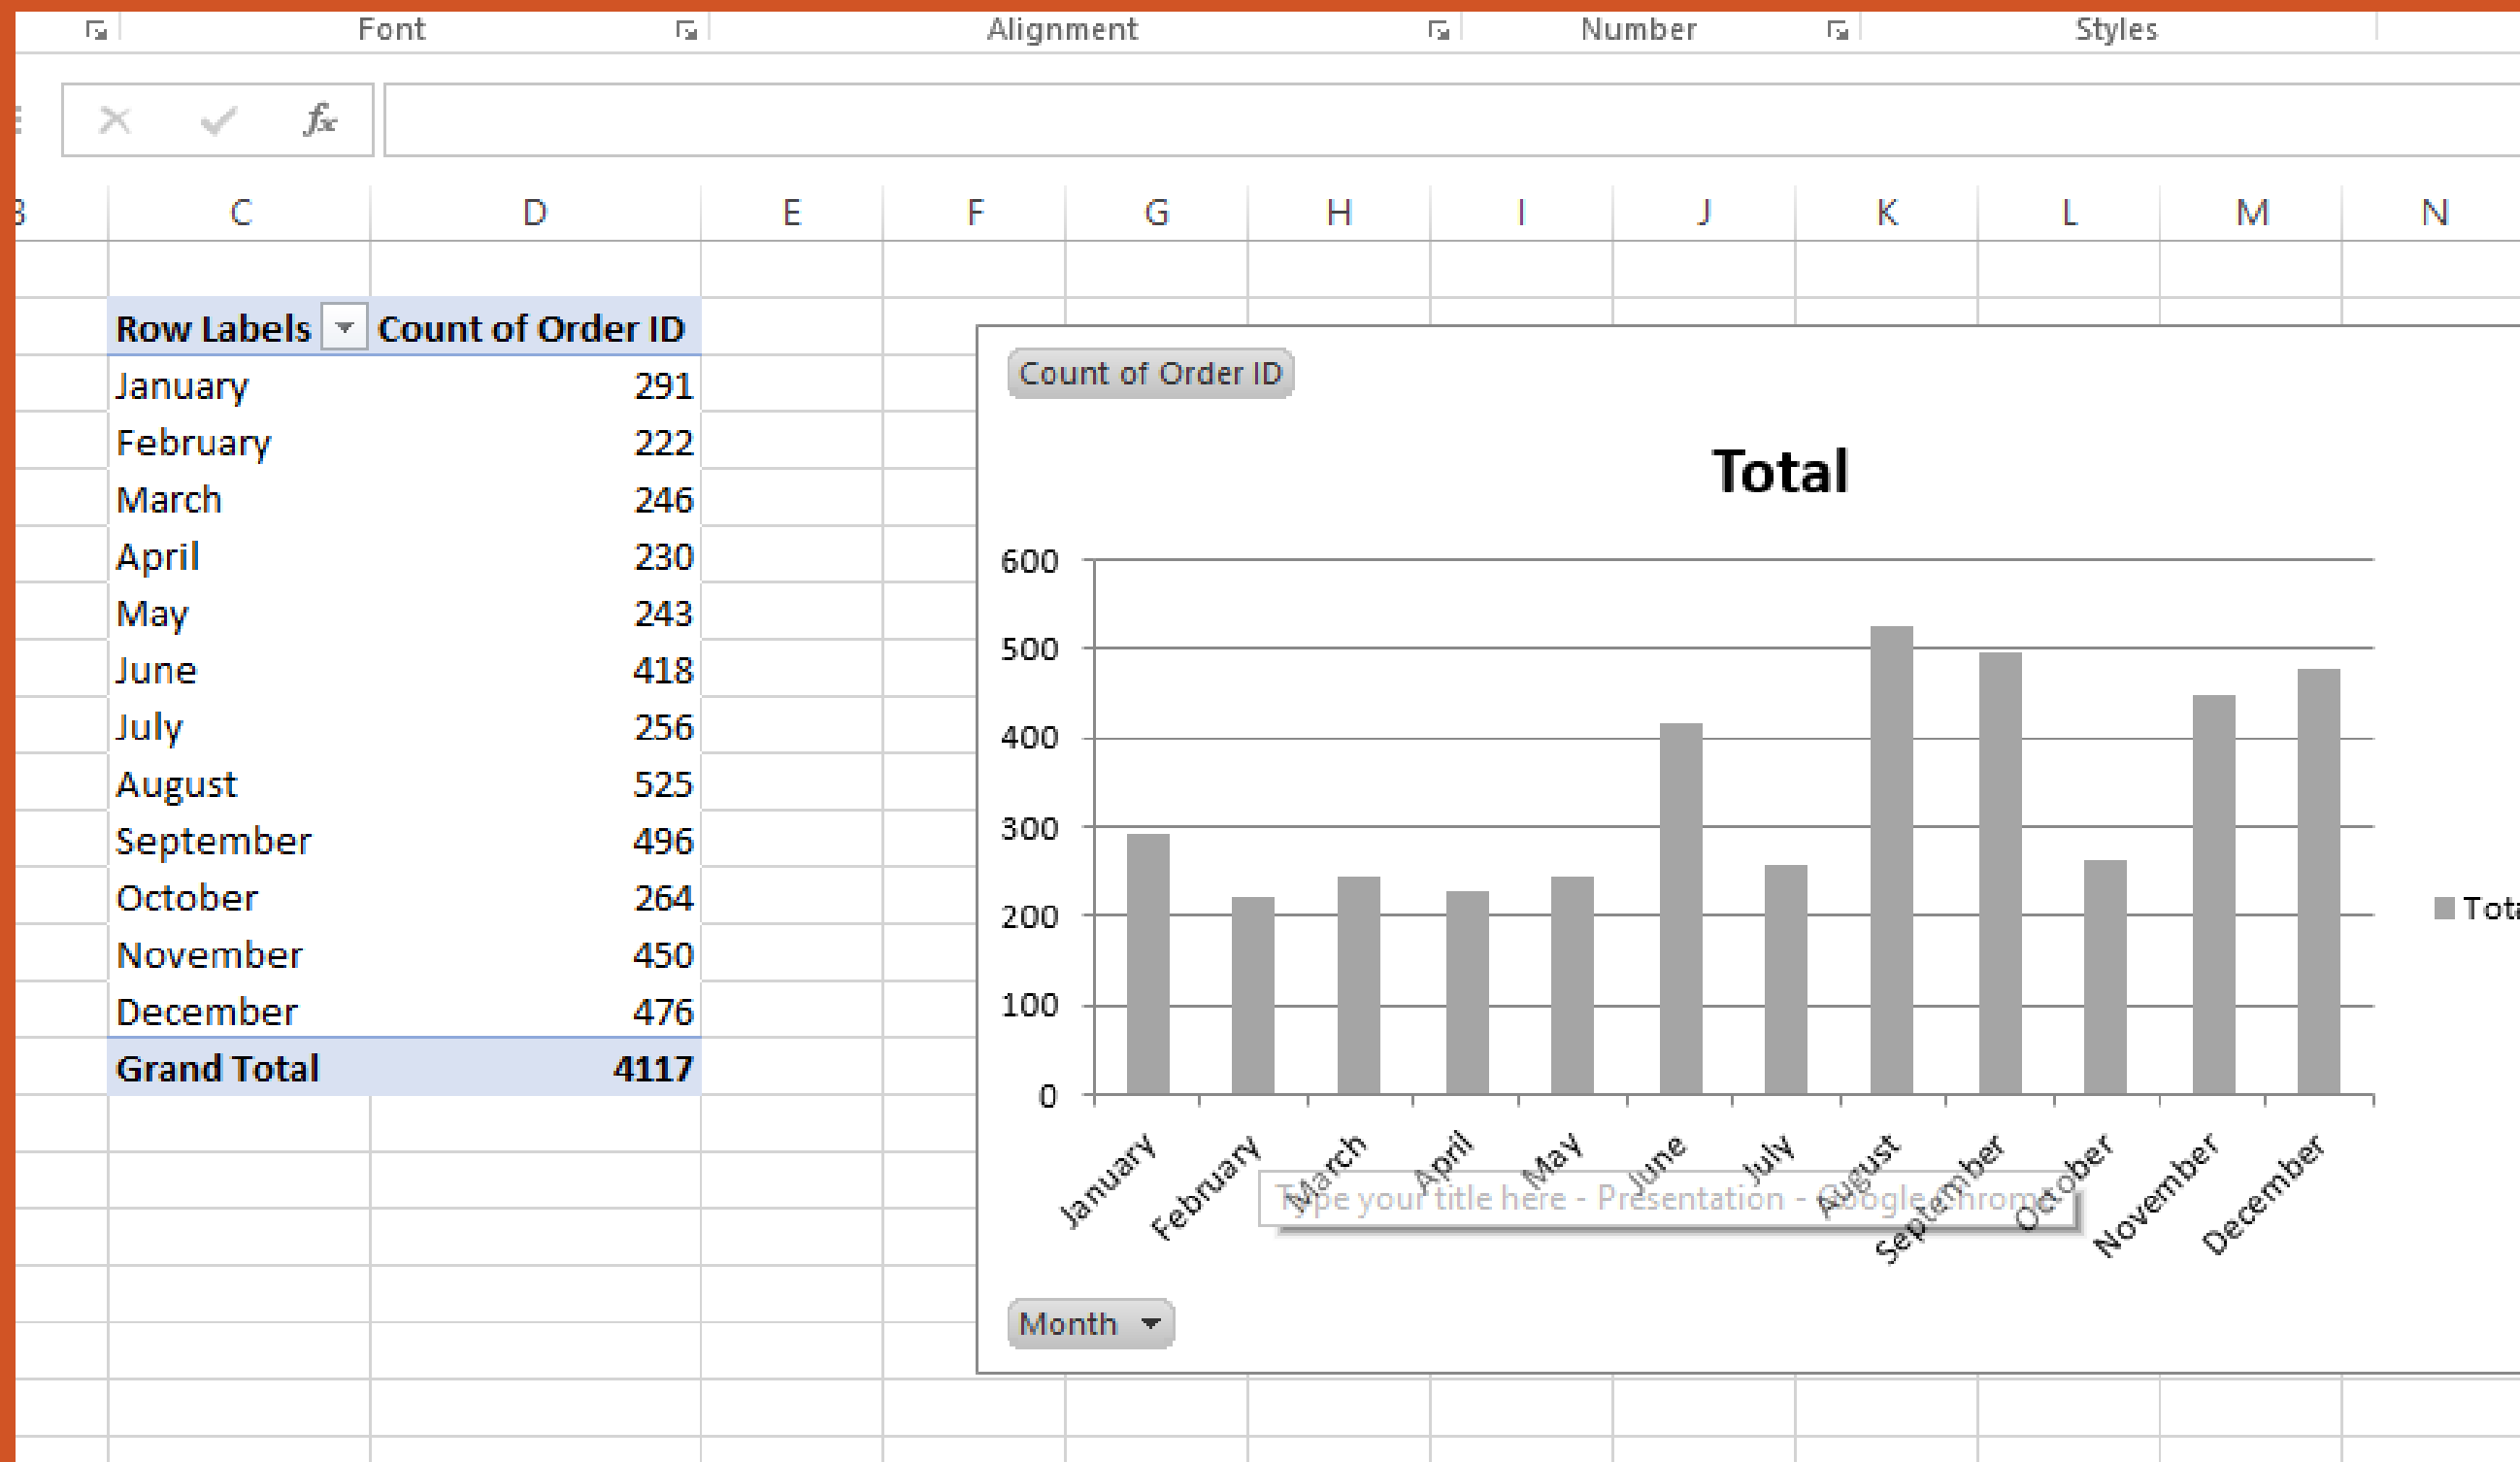 Font Alignment Number Styles
fx
B C D E F G H I J K L M N
Row Labels Count of Order ID
January 291
February 222
March 246
April 230
May 243
June 418
July 256
August 525
September 496
October 264
November 450
December 476
Grand Total 4117
Count of Order ID
Total
600
500
400
300
200
100
0
January February March April May June July August September October November December
Type your title here - Presentation - Google Chrome
Tota
Month